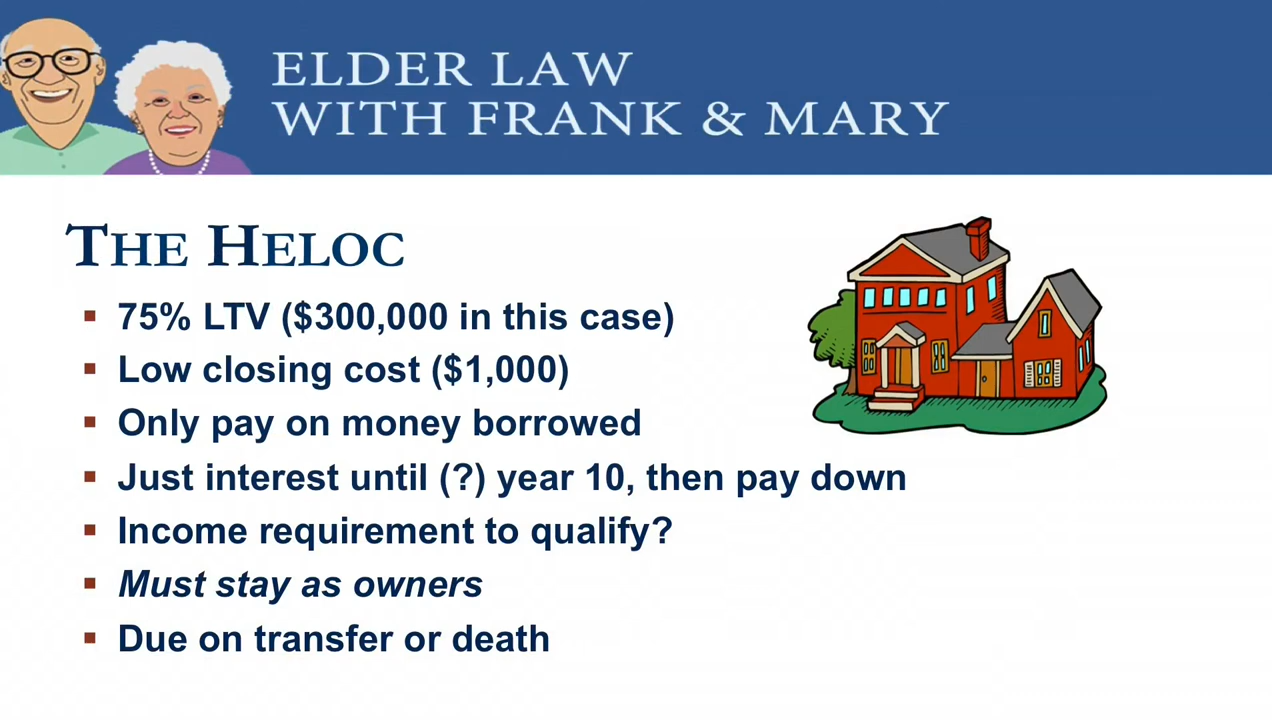 ELDER LAW
WITH FRANK & MARY
THE HELOC
▪ 75% LTV ($300,000 in this case)
▪ Low closing cost ($1,000)
▪ Only pay on money borrowed
▪ Just interest until (?) year 10, then pay down
▪ Income requirement to qualify?
▪ Must stay as owners
▪ Due on transfer or death